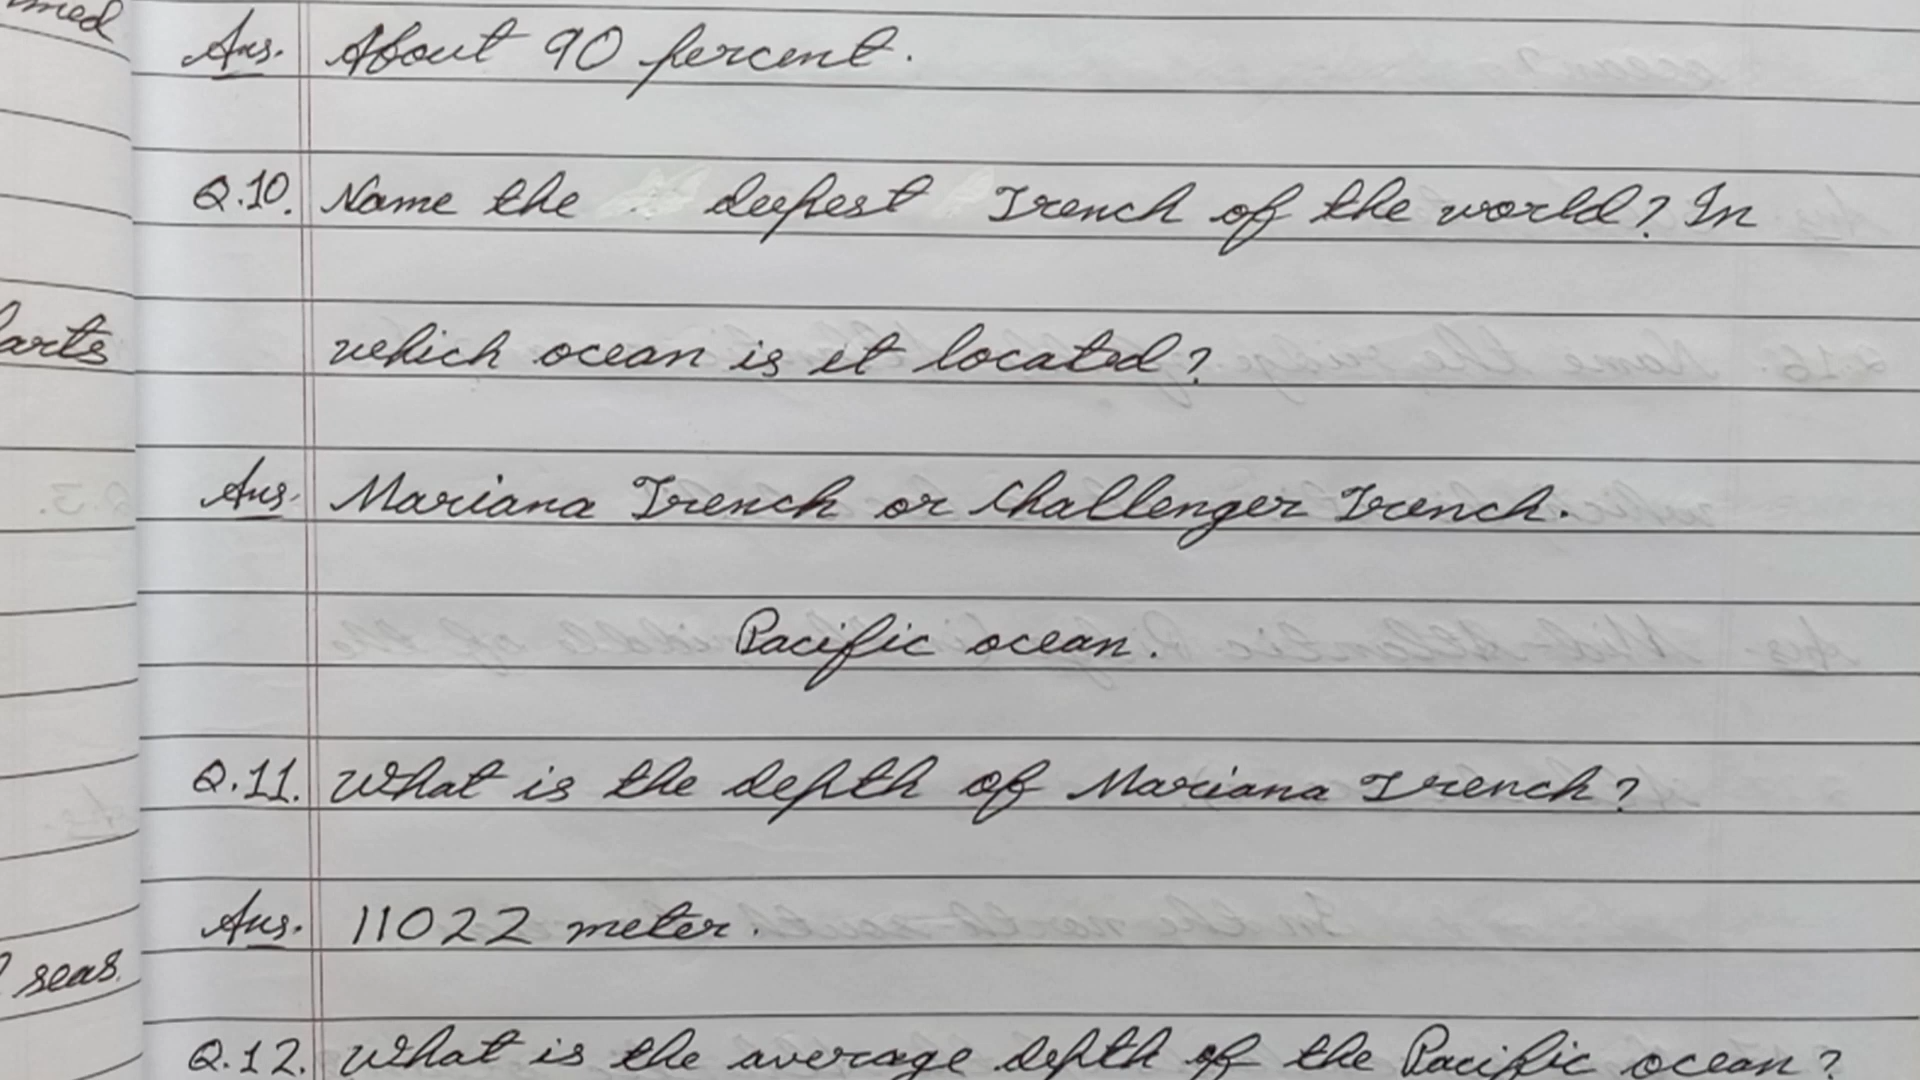 Ans. About 90 percent.
Q.10. Name the deepest Trench of the world? In
which ocean is it located?
Ans. Mariana Trench or Challenger Trench.
Pacific ocean.
Q.11. What is the depth of Mariana Trench?
Ans. 11022 meter.
Q.12. What is the average depth of the Pacific ocean?
seas.